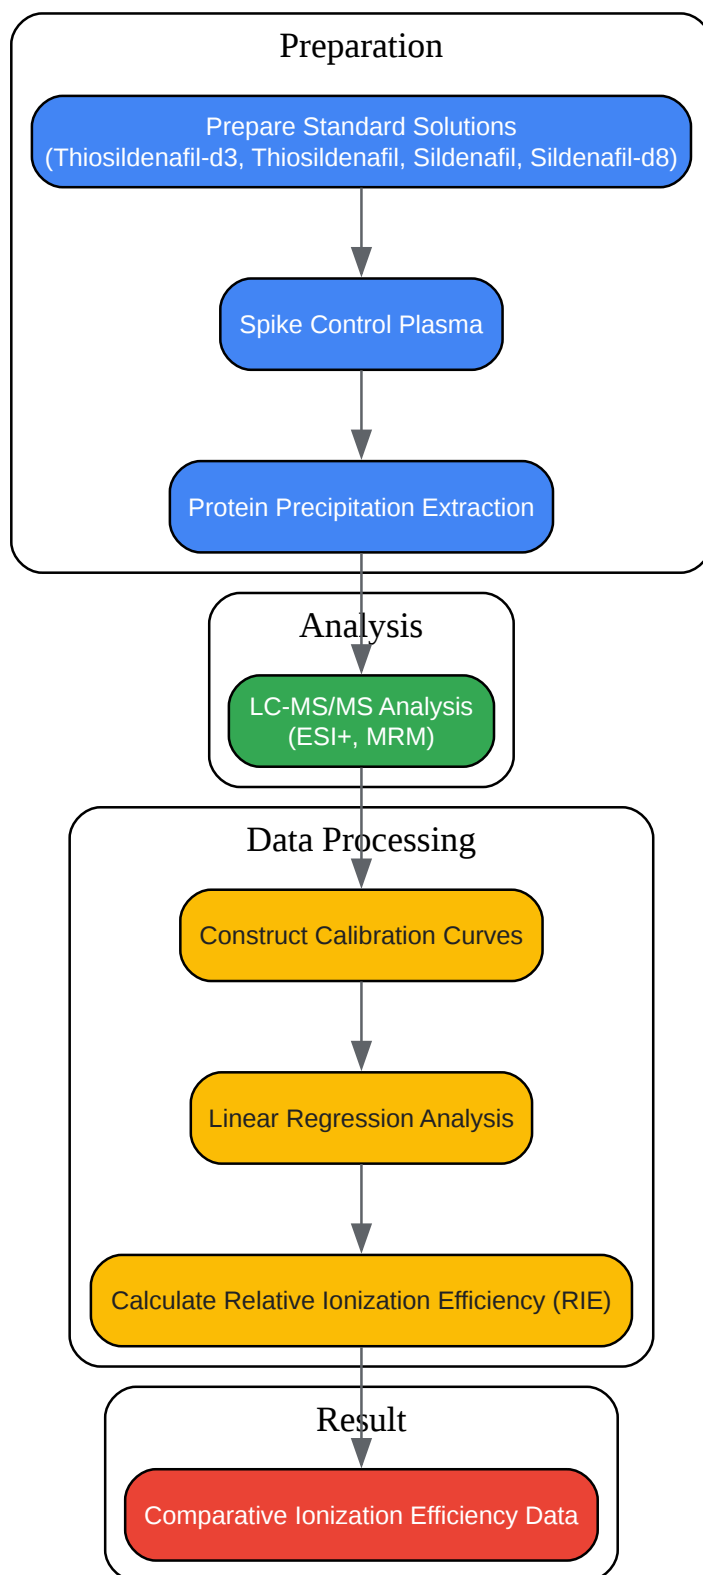 Preparation
Prepare Standard Solutions
(Thiosildenafil-d3, Thiosildenafil, Sildenafil, Sildenafil-d8)
Spike Control Plasma
Protein Precipitation Extraction
Analysis
LC-MS/MS Analysis
(ESI+, MRM)
Data Processing
Construct Calibration Curves
Linear Regression Analysis
Calculate Relative Ionization Efficiency (RIE)
Result
Comparative Ionization Efficiency Data